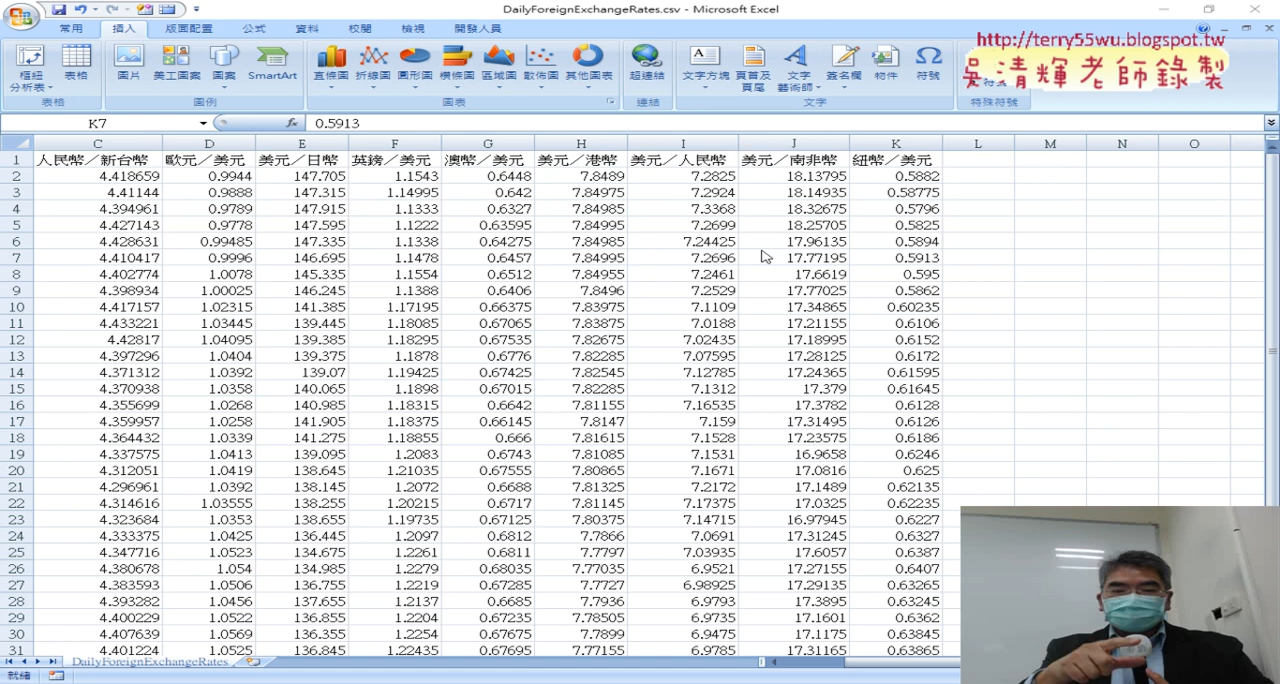 DailyForeignExchangeRates.csv - Microsoft Excel
常用 插入 版面配置 公式 資料 校閱 檢視 開發人員
http://terry55wu.blogspot.tw
吳清輝老師錄製
樞紐分析表 表格 圖片 美工圖案 圖案 SmartArt 直條圖 折線圖 圓形圖 橫條圖 區域圖 散佈圖 其他圖表 超連結 文字方塊 頁首及頁尾 文字藝術師 簽名欄 物件 符號
表格 圖例 圖表 連結 文字 特殊符號
K7 fx 0.5913
C D E F G H I J K L M N O
1 人民幣／新台幣 歐元／美元 美元／日幣 英鎊／美元 澳幣／美元 美元／港幣 美元／人民幣 美元／南非幣 紐幣／美元
2 4.418659 0.9944 147.705 1.1543 0.6448 7.8489 7.2825 18.13795 0.5882
3 4.41144 0.9888 147.315 1.14995 0.642 7.84975 7.2924 18.14935 0.58775
4 4.394961 0.9789 147.915 1.1333 0.6327 7.84985 7.3368 18.32675 0.5796
5 4.427143 0.9778 147.595 1.1222 0.63595 7.84995 7.2699 18.25705 0.5825
6 4.428631 0.99485 147.335 1.1338 0.64275 7.84985 7.24425 17.96135 0.5894
7 4.410417 0.9996 146.695 1.1478 0.6457 7.84995 7.2696 17.77195 0.5913
8 4.402774 1.0078 145.335 1.1554 0.6512 7.84955 7.2461 17.6619 0.595
9 4.398934 1.00025 146.245 1.1388 0.6406 7.8496 7.2529 17.77025 0.5862
10 4.417157 1.02315 141.385 1.17195 0.66375 7.83975 7.1109 17.34865 0.60235
11 4.433221 1.03445 139.445 1.18085 0.67065 7.83875 7.0188 17.21155 0.6106
12 4.42817 1.04095 139.385 1.18295 0.67535 7.82675 7.02435 17.18995 0.6152
13 4.397296 1.0404 139.375 1.1878 0.6776 7.82285 7.07595 17.28125 0.6172
14 4.371312 1.0392 139.07 1.19425 0.67425 7.82545 7.12785 17.24365 0.61595
15 4.370938 1.0358 140.065 1.1898 0.67015 7.82285 7.1312 17.379 0.61645
16 4.355699 1.0268 140.985 1.18315 0.6642 7.81155 7.16535 17.3782 0.6128
17 4.359957 1.0258 141.905 1.18375 0.66145 7.8147 7.159 17.31495 0.6126
18 4.364432 1.0339 141.275 1.18855 0.666 7.81615 7.1528 17.23575 0.6186
19 4.337575 1.0413 139.095 1.2083 0.6743 7.81085 7.1531 16.9658 0.6246
20 4.312051 1.0419 138.645 1.21035 0.67555 7.80865 7.1671 17.0816 0.625
21 4.296961 1.0392 138.145 1.2072 0.6688 7.81325 7.2172 17.1489 0.62135
22 4.314616 1.03555 138.255 1.20215 0.6717 7.81145 7.17375 17.0325 0.62235
23 4.323684 1.0353 138.655 1.19735 0.67125 7.80375 7.14715 16.97945 0.6227
24 4.333375 1.0425 136.445 1.2097 0.6812 7.7866 7.0691 17.31245 0.6327
25 4.347716 1.0523 134.675 1.2261 0.6811 7.7797 7.03935 17.6057 0.6387
26 4.380678 1.054 134.985 1.2279 0.68035 7.77035 6.9521 17.27155 0.6407
27 4.383593 1.0506 136.755 1.2219 0.67285 7.7727 6.98925 17.29135 0.63265
28 4.393282 1.0456 137.655 1.2137 0.6685 7.7936 6.9793 17.3895 0.63245
29 4.400229 1.0522 136.855 1.2204 0.67235 7.78505 6.9735 17.1601 0.6362
30 4.407639 1.0569 136.355 1.2254 0.67675 7.7899 6.9475 17.1175 0.63845
31 4.401224 1.0525 136.845 1.22435 0.67695 7.77155 6.9785 17.31165 0.63865
DailyForeignExchangeRates
就緒